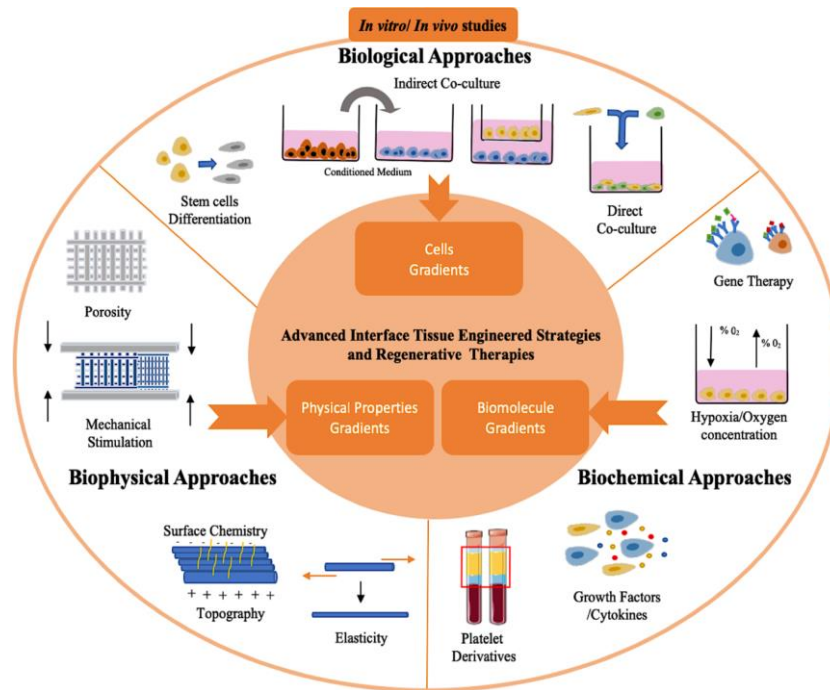 In vitro/ In vivo studies
Biological Approaches
Indirect Co-culture
Conditioned Medium
Stem cells
Differentiation
Direct
Co-culture
Cells
Gradients
Gene Therapy
Porosity
Advanced Interface Tissue Engineered Strategies
and Regenerative Therapies
% O2
% O2
Mechanical
Stimulation
Physical Properties
Gradients
Biomolecule
Gradients
Hypoxia/Oxygen
concentration
Biophysical Approaches
Biochemical Approaches
Surface Chemistry
- - - - - -
+ + + + + +
Topography
Elasticity
Platelet
Derivatives
Growth Factors
/Cytokines